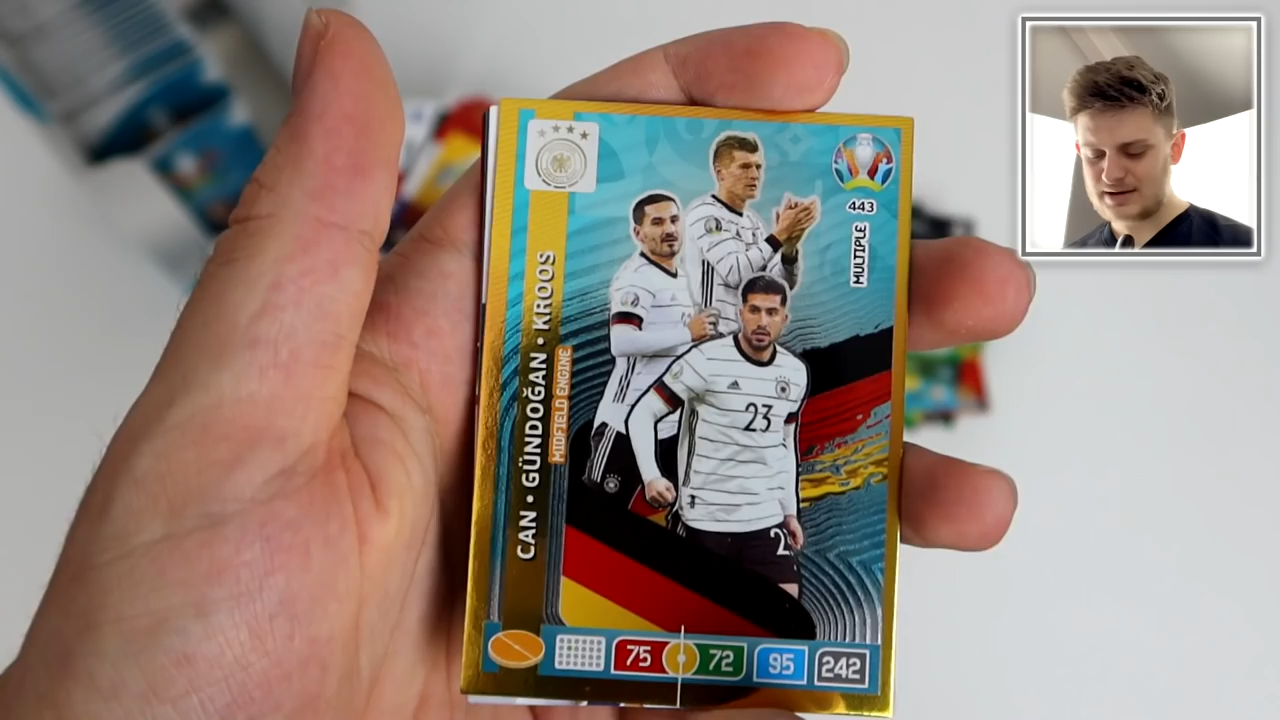 443
MULTIPLE
CAN • GÜNDOĞAN • KROOS
MIDFIELD ENGINE
23
75 72 95 242